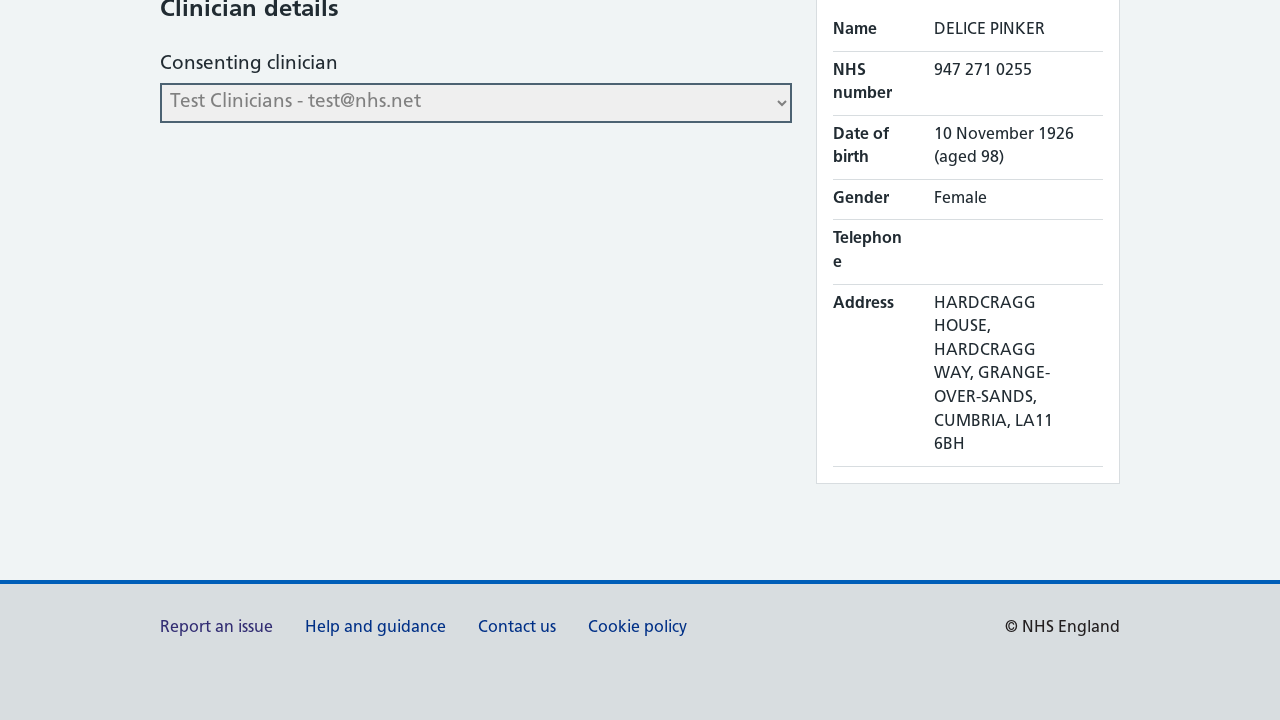 Clinician details
Consenting clinician
Test Clinicians - test@nhs.net
Name DELICE PINKER
NHS 947 271 0255
number
Date of 10 November 1926
birth (aged 98)
Gender Female
Telephon
e
Address HARDCRAGG
HOUSE,
HARDCRAGG
WAY, GRANGE-
OVER-SANDS,
CUMBRIA, LA11
6BH
Report an issue Help and guidance Contact us Cookie policy © NHS England